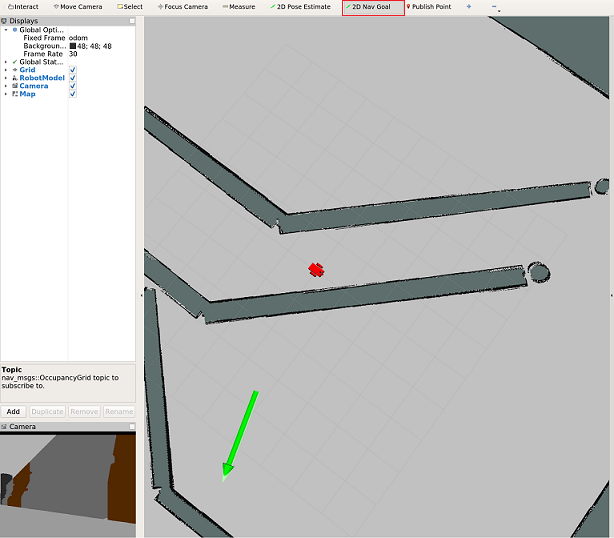 Interact Move Camera Select Focus Camera Measure 2D Pose Estimate 2D Nav Goal Publish Point
Displays
Global Opti...
Fixed Frame odom
Backgroun... 48; 48; 48
Frame Rate 30
Global Stat...
Grid
RobotModel
Camera
Map
Topic
nav_msgs::OccupancyGrid topic to
subscribe to.
Add Duplicate Remove Rename
Camera